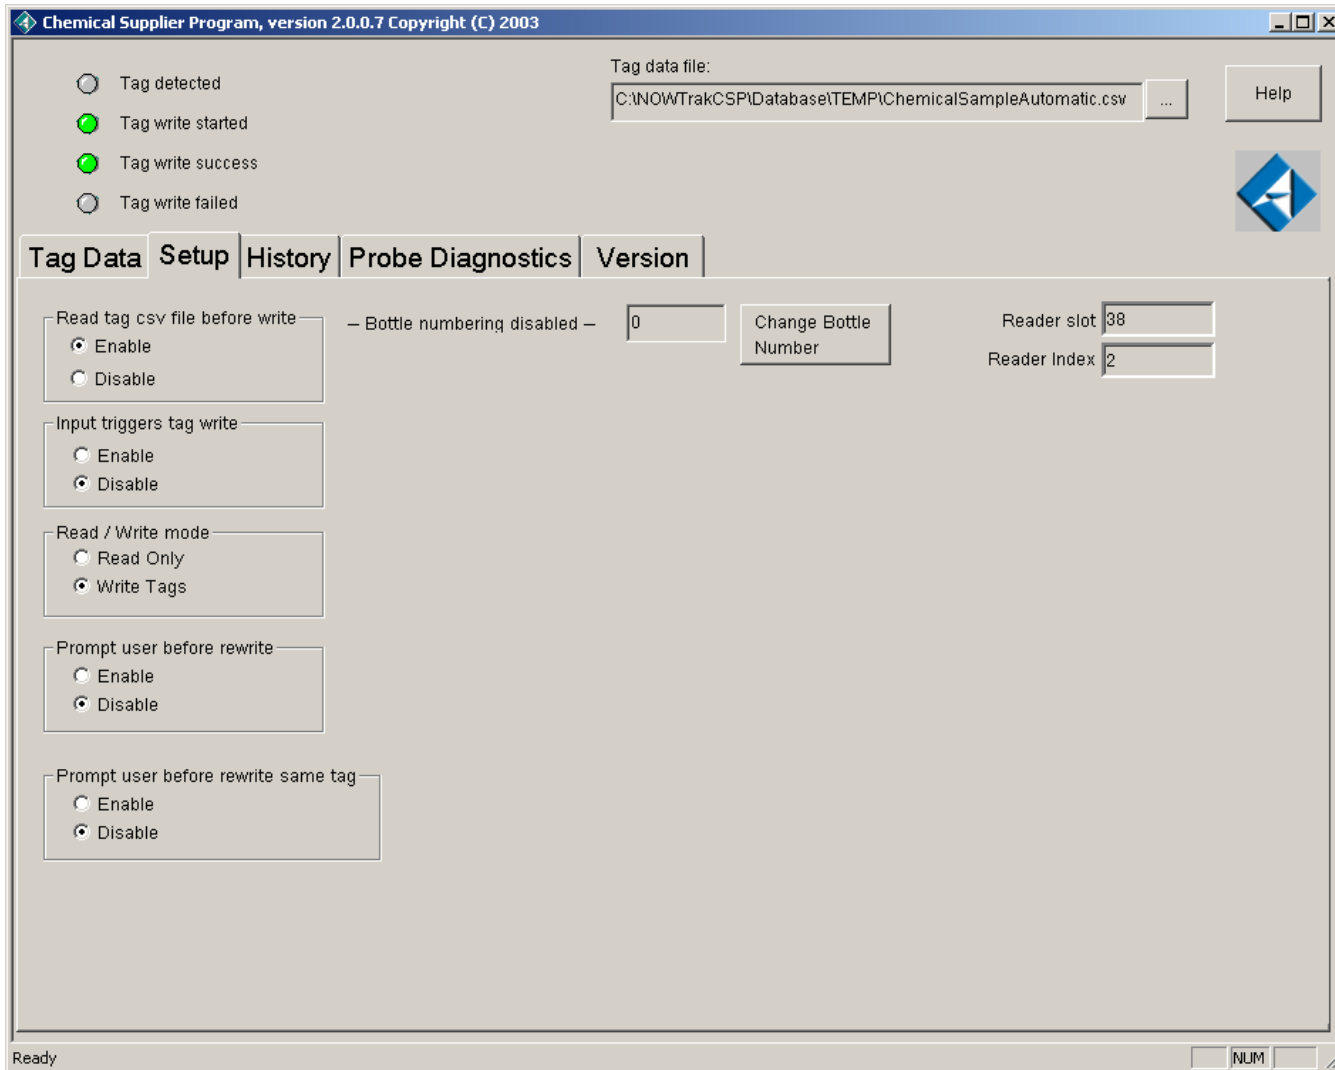 Chemical Supplier Program, version 2.0.0.7 Copyright (C) 2003
Tag detected
Tag write started
Tag write success
Tag write failed
Tag data file:
C:\NOWTrakCSP\Database\TEMP\ChemicalSampleAutomatic.csv
...
Help
Tag Data
Setup
History
Probe Diagnostics
Version
Read tag csv file before write
Enable
Disable
Input triggers tag write
Enable
Disable
Read / Write mode
Read Only
Write Tags
Prompt user before rewrite
Enable
Disable
Prompt user before rewrite same tag
Enable
Disable
-- Bottle numbering disabled --
0
Change Bottle
Number
Reader slot 38
Reader Index 2
Ready
NUM